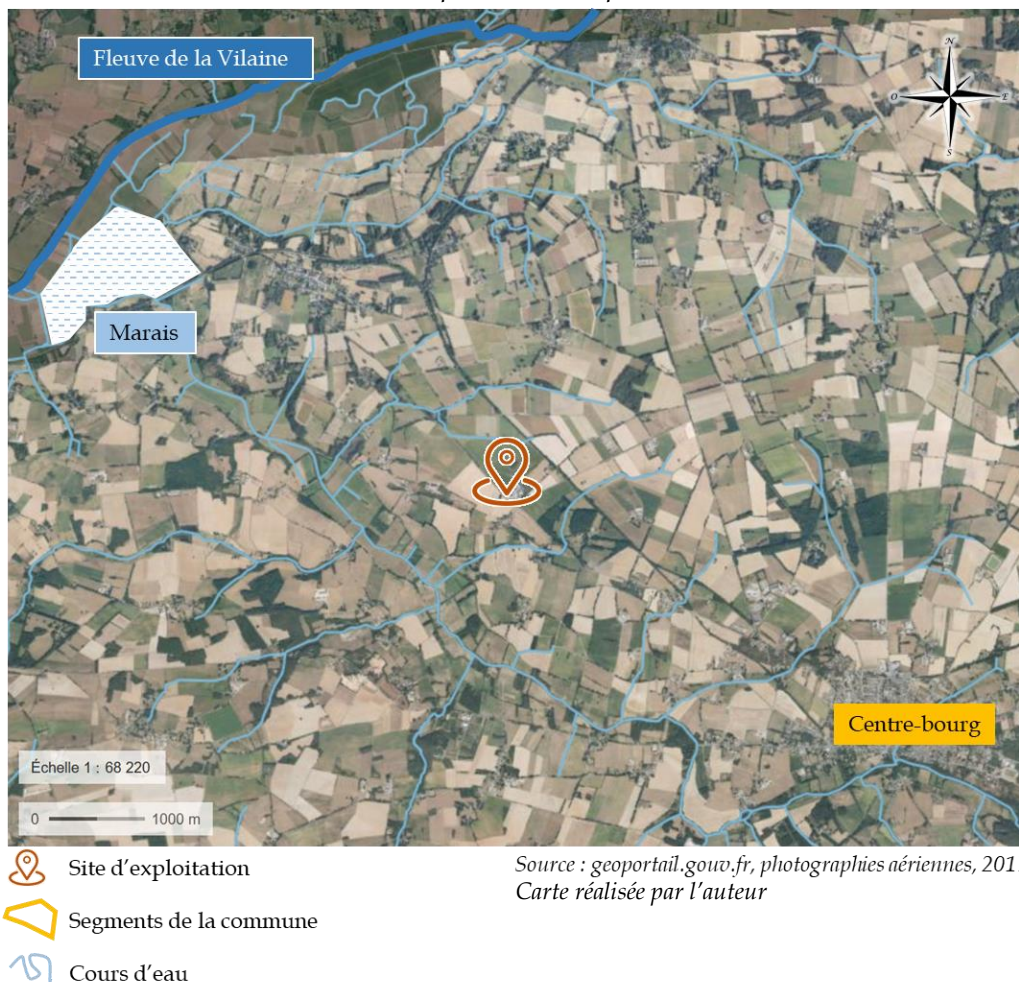 Fleuve de la Vilaine
N
O
E
S
Marais
Centre-bourg
Échelle 1 : 68 220
0 1000 m
Site d'exploitation
Source : geoportail.gouv.fr, photographies aériennes, 201
Carte réalisée par l'auteur
Segments de la commune
Cours d'eau